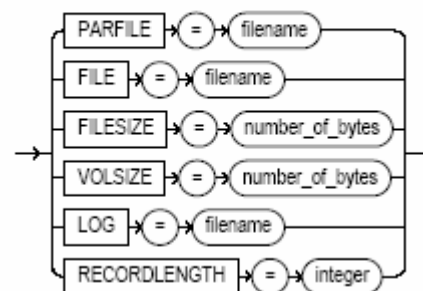 PARFILE = filename
FILE = filename
FILESIZE = number_of_bytes
VOLSIZE = number_of_bytes
LOG = filename
RECORDLENGTH = integer